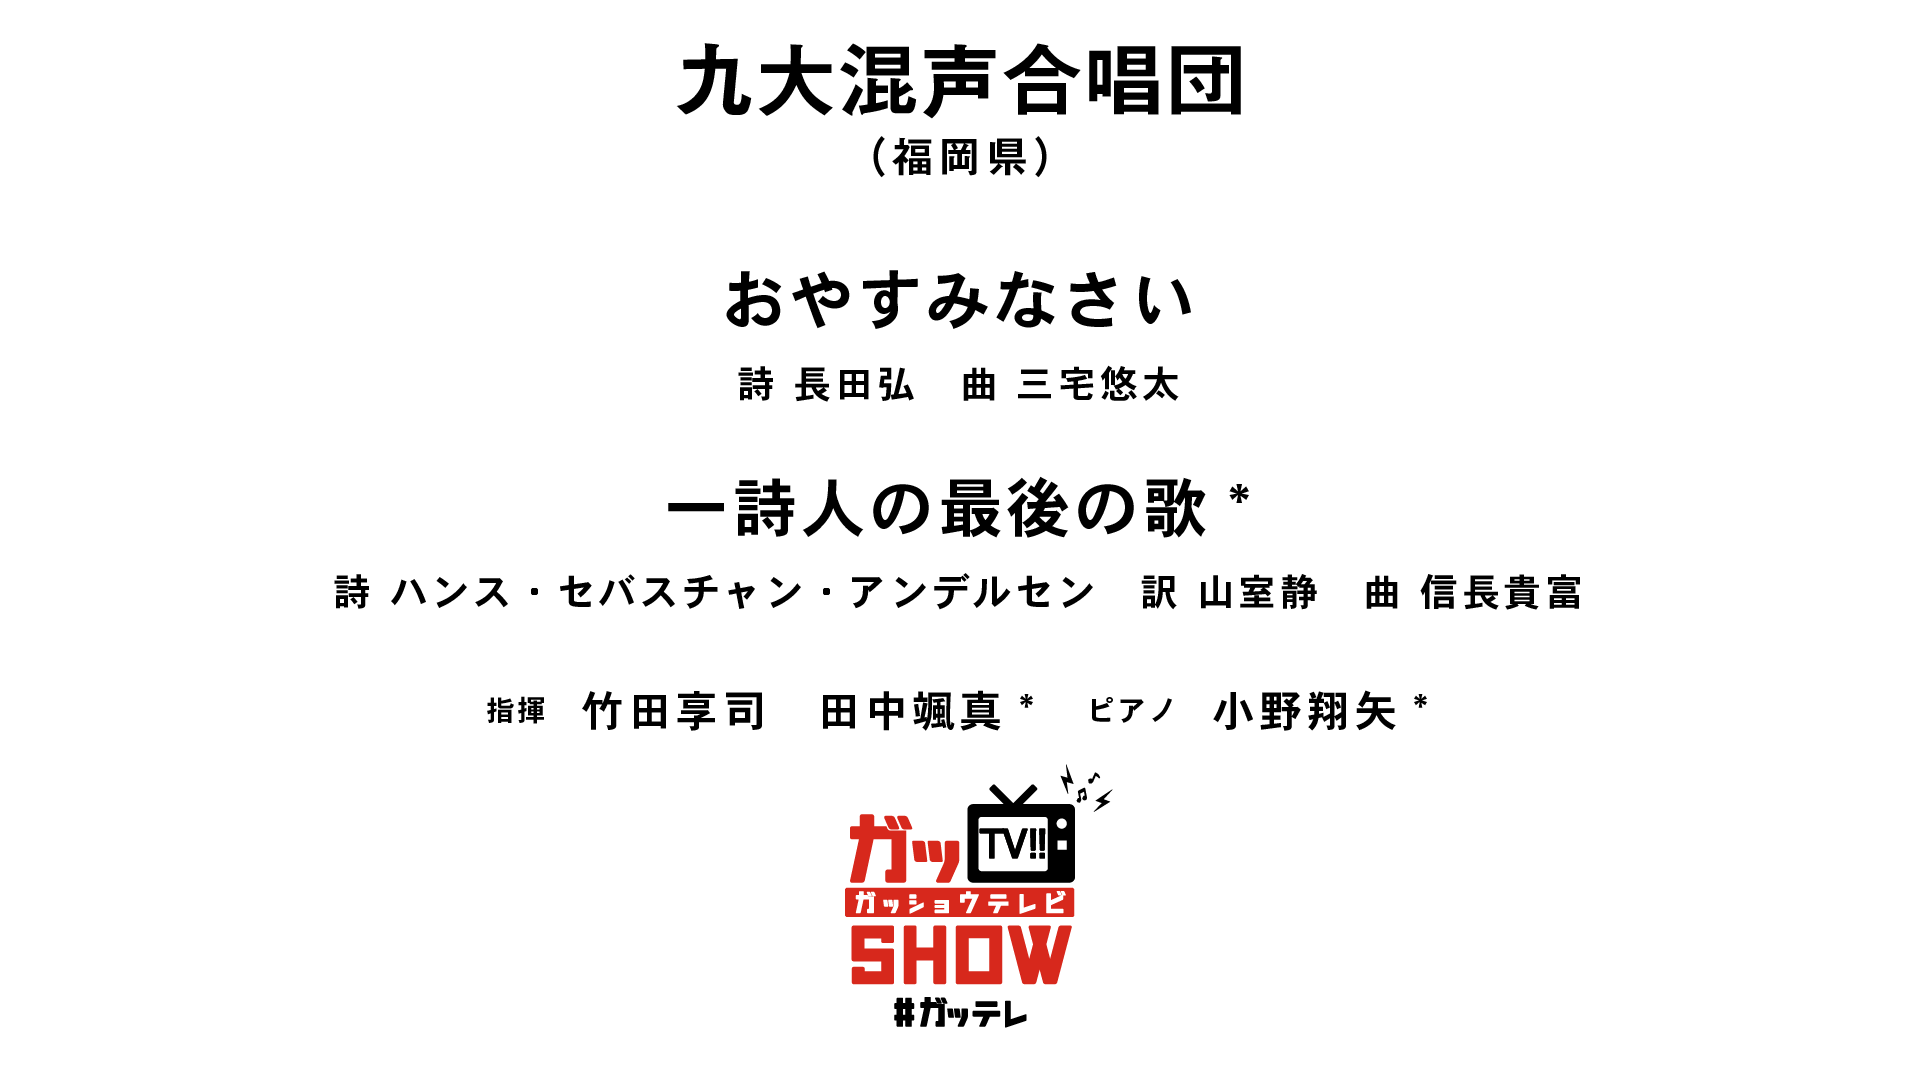 九大混声合唱団
（福岡県）
おやすみなさい
詩 長田弘　曲 三宅悠太
一詩人の最後の歌 *
詩 ハンス・セバスチャン・アンデルセン　訳 山室静　曲 信長貴富
指揮　竹田享司　田中颯真 *　ピアノ　小野翔矢 *
ガッ TV!!
ガッショウテレビ
SHOW
#ガッテレ